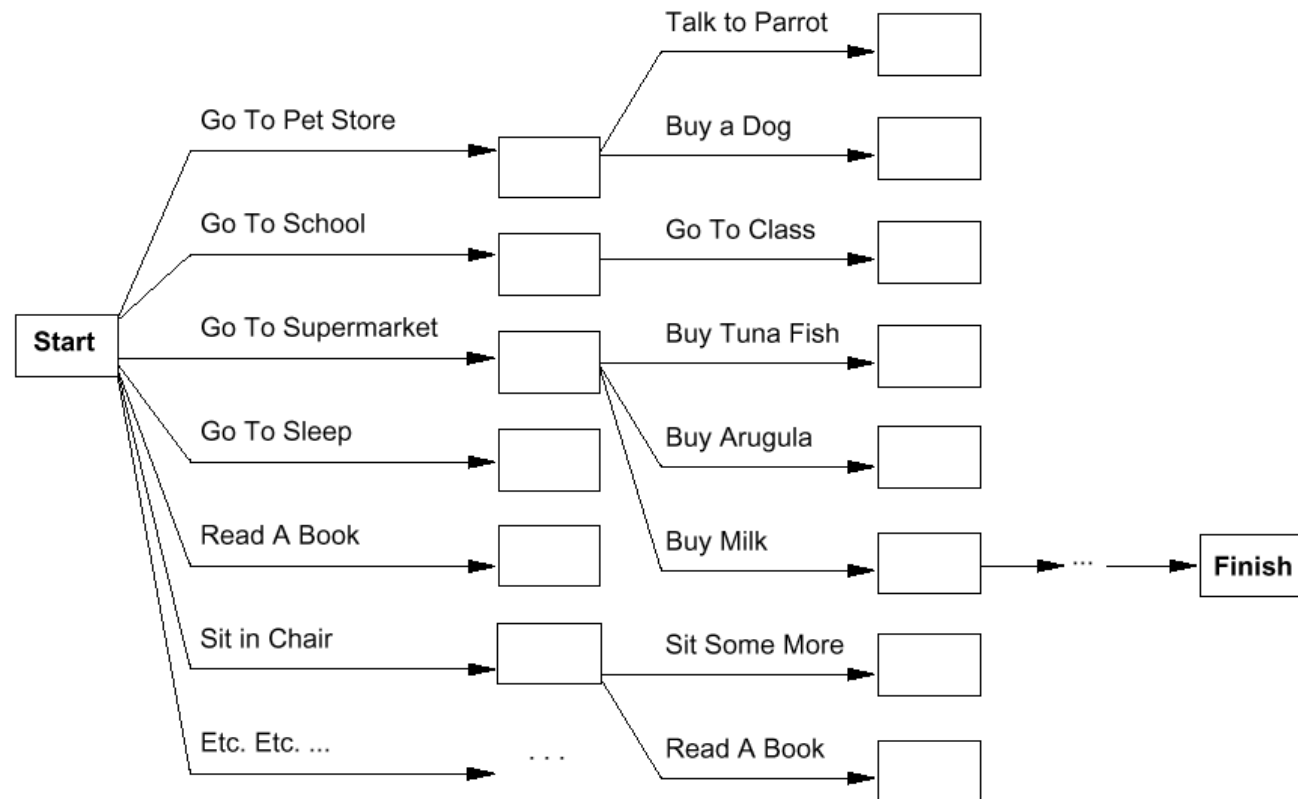 Talk to Parrot
Go To Pet Store
Buy a Dog
Go To School
Go To Class
Start
Go To Supermarket
Buy Tuna Fish
Go To Sleep
Buy Arugula
Read A Book
Buy Milk
...
Finish
Sit in Chair
Sit Some More
Etc. Etc. ...
. . .
Read A Book